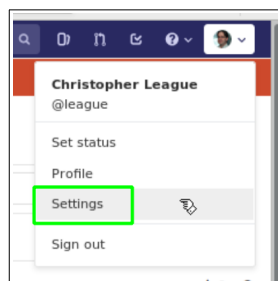 Christopher League
@league
Set status
Profile
Settings
Sign out